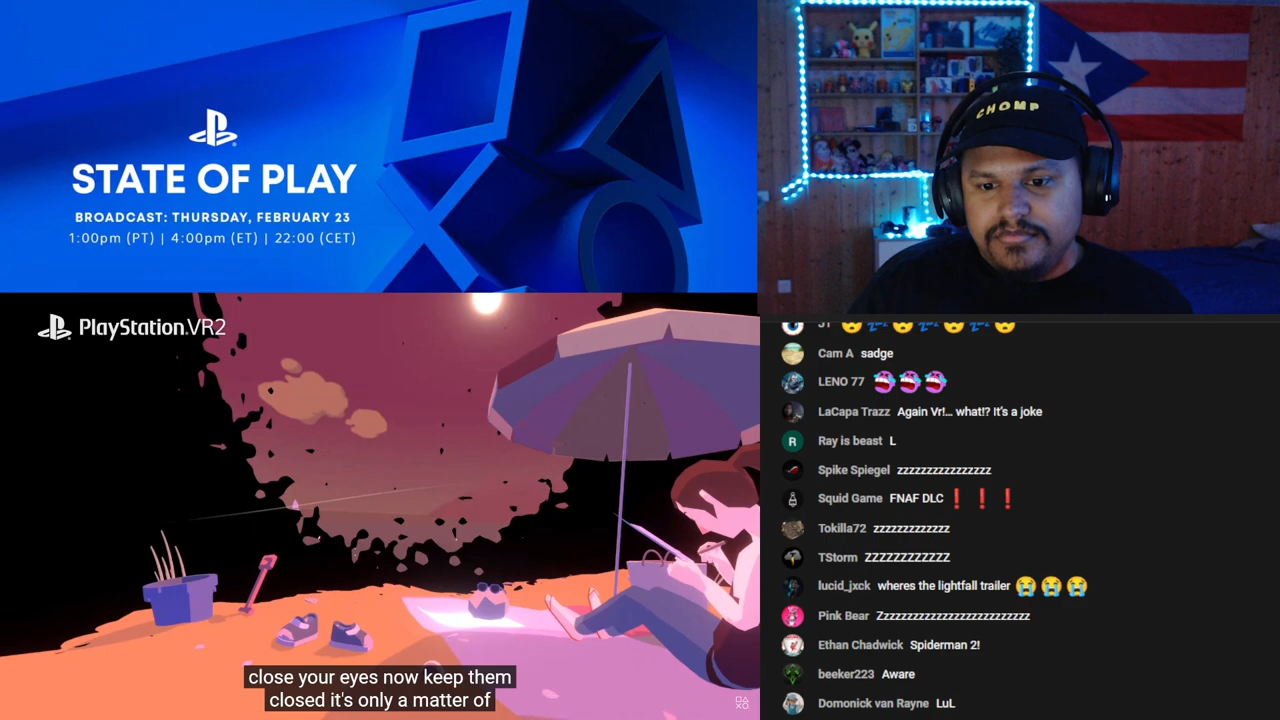 STATE OF PLAY
BROADCAST: THURSDAY, FEBRUARY 23
1:00pm (PT) | 4:00pm (ET) | 22:00 (CET)
CHOMP
PlayStation.VR2
close your eyes now keep them
closed it's only a matter of
JT 😴 💤 😴 💤 😴 💤 😴
Cam A sadge
LENO 77
LaCapa Trazz Again Vr!... what!? It's a joke
R Ray is beast L
Spike Spiegel zzzzzzzzzzzzzzzz
Squid Game FNAF DLC ❗ ❗ ❗
Tokilla72 zzzzzzzzzzzzz
TStorm ZZZZZZZZZZZZ
lucid_jxck wheres the lightfall trailer 😭 😭 😭
Pink Bear Zzzzzzzzzzzzzzzzzzzzzzzzzzz
Ethan Chadwick Spiderman 2!
beeker223 Aware
Domonick van Rayne LuL